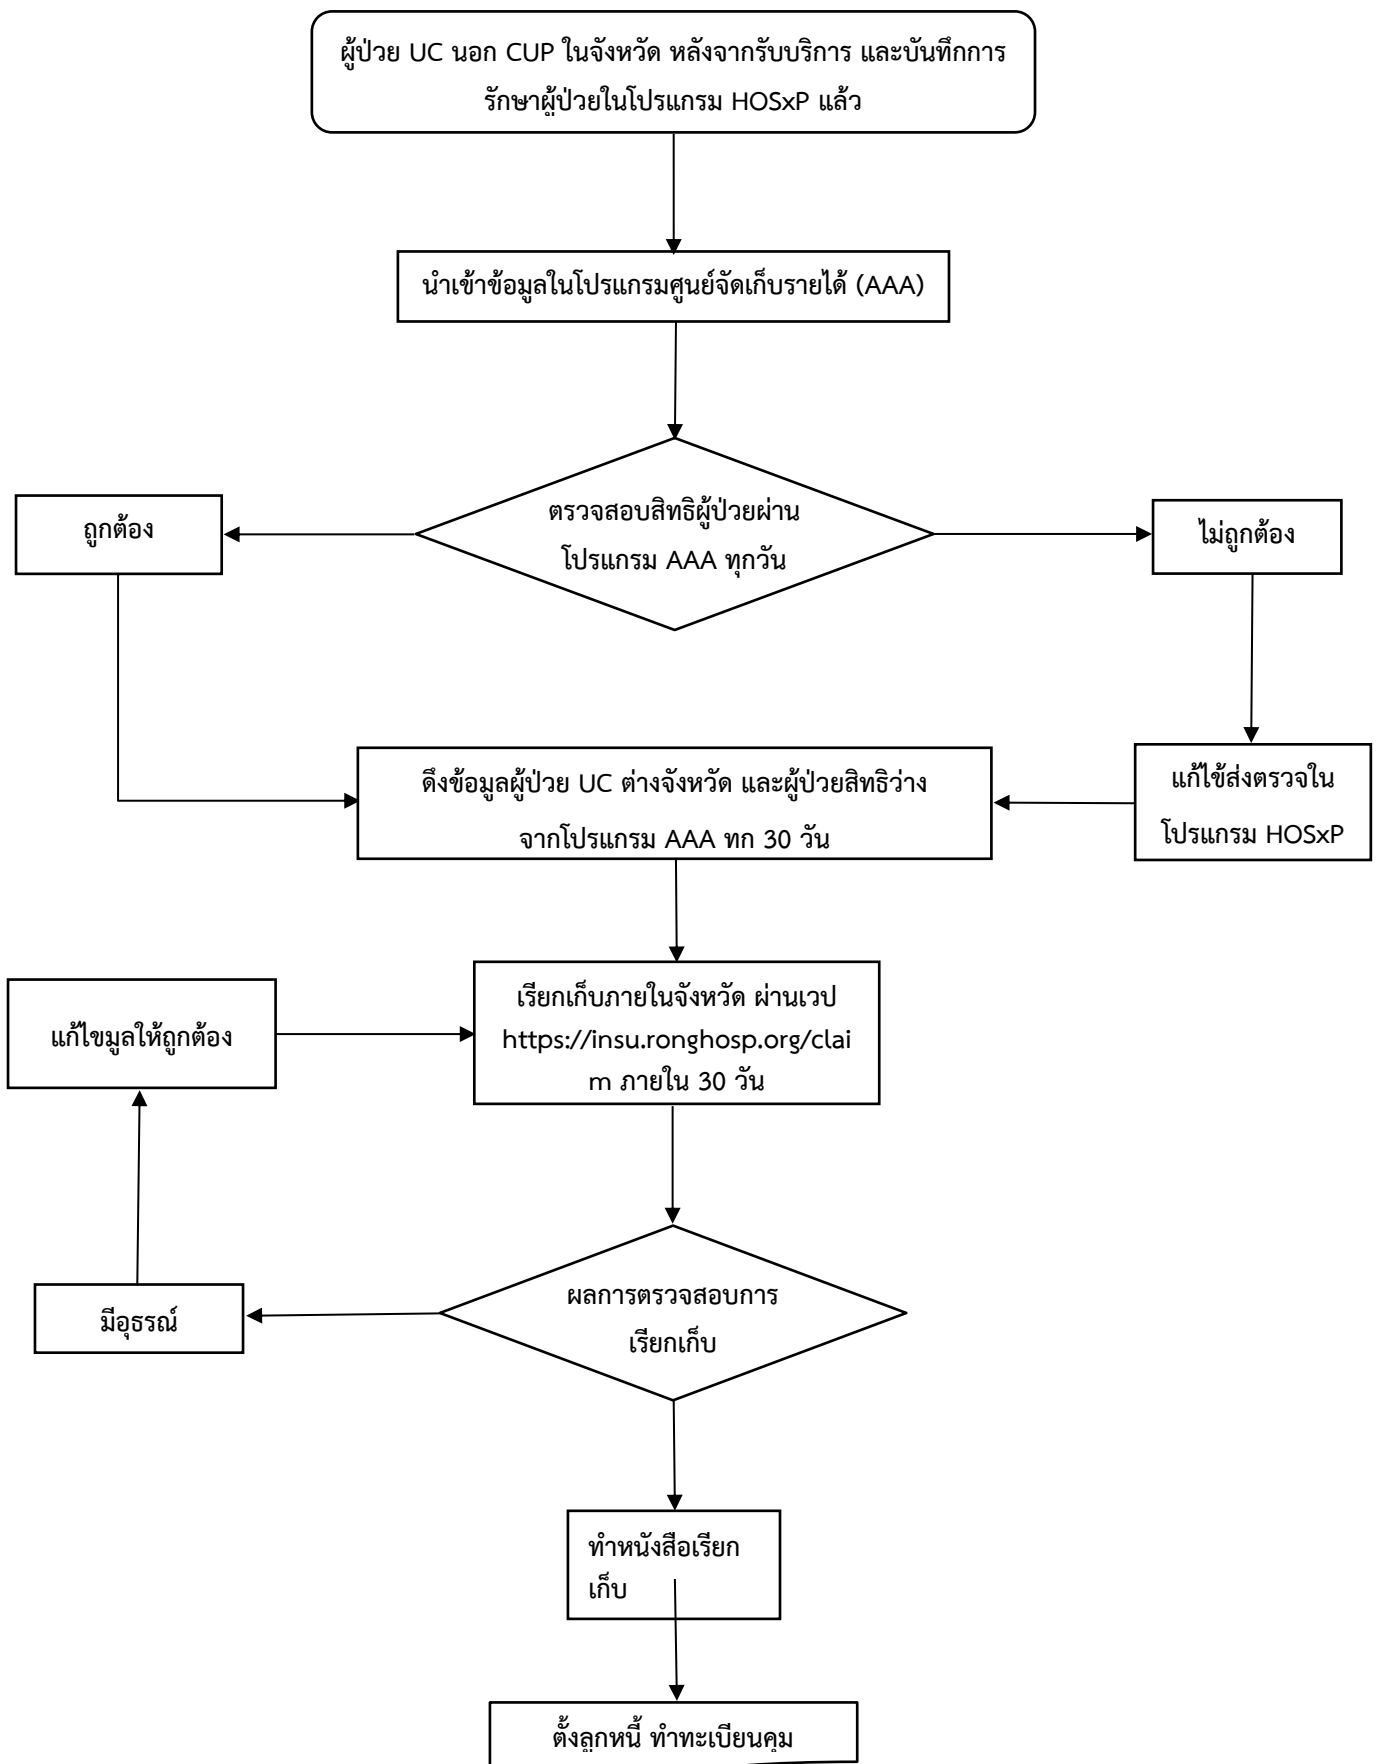 ผู้ป่วย UC นอก CUP ในจังหวัด หลังจากรับบริการ และบันทึกการ
รักษาผู้ป่วยในโปรแกรม HOSxP แล้ว
นำเข้าข้อมูลในโปรแกรมศูนย์จัดเก็บรายได้ (AAA)
ตรวจสอบสิทธิผู้ป่วยผ่าน
โปรแกรม AAA ทุกวัน
ถูกต้อง
ไม่ถูกต้อง
แก้ไข้ส่งตรวจใน
โปรแกรม HOSxP
ดึงข้อมูลผู้ป่วย UC ต่างจังหวัด และผู้ป่วยสิทธิว่าง
จากโปรแกรม AAA ทก 30 วัน
เรียกเก็บภายในจังหวัด ผ่านเวป
https://insu.ronghosp.org/clai
m ภายใน 30 วัน
แก้ไขมูลให้ถูกต้อง
ผลการตรวจสอบการ
เรียกเก็บ
มีอุธรณ์
ทำหนังสือเรียก
เก็บ
ตั้งลูกหนี้ ทำทะเบียนคุม